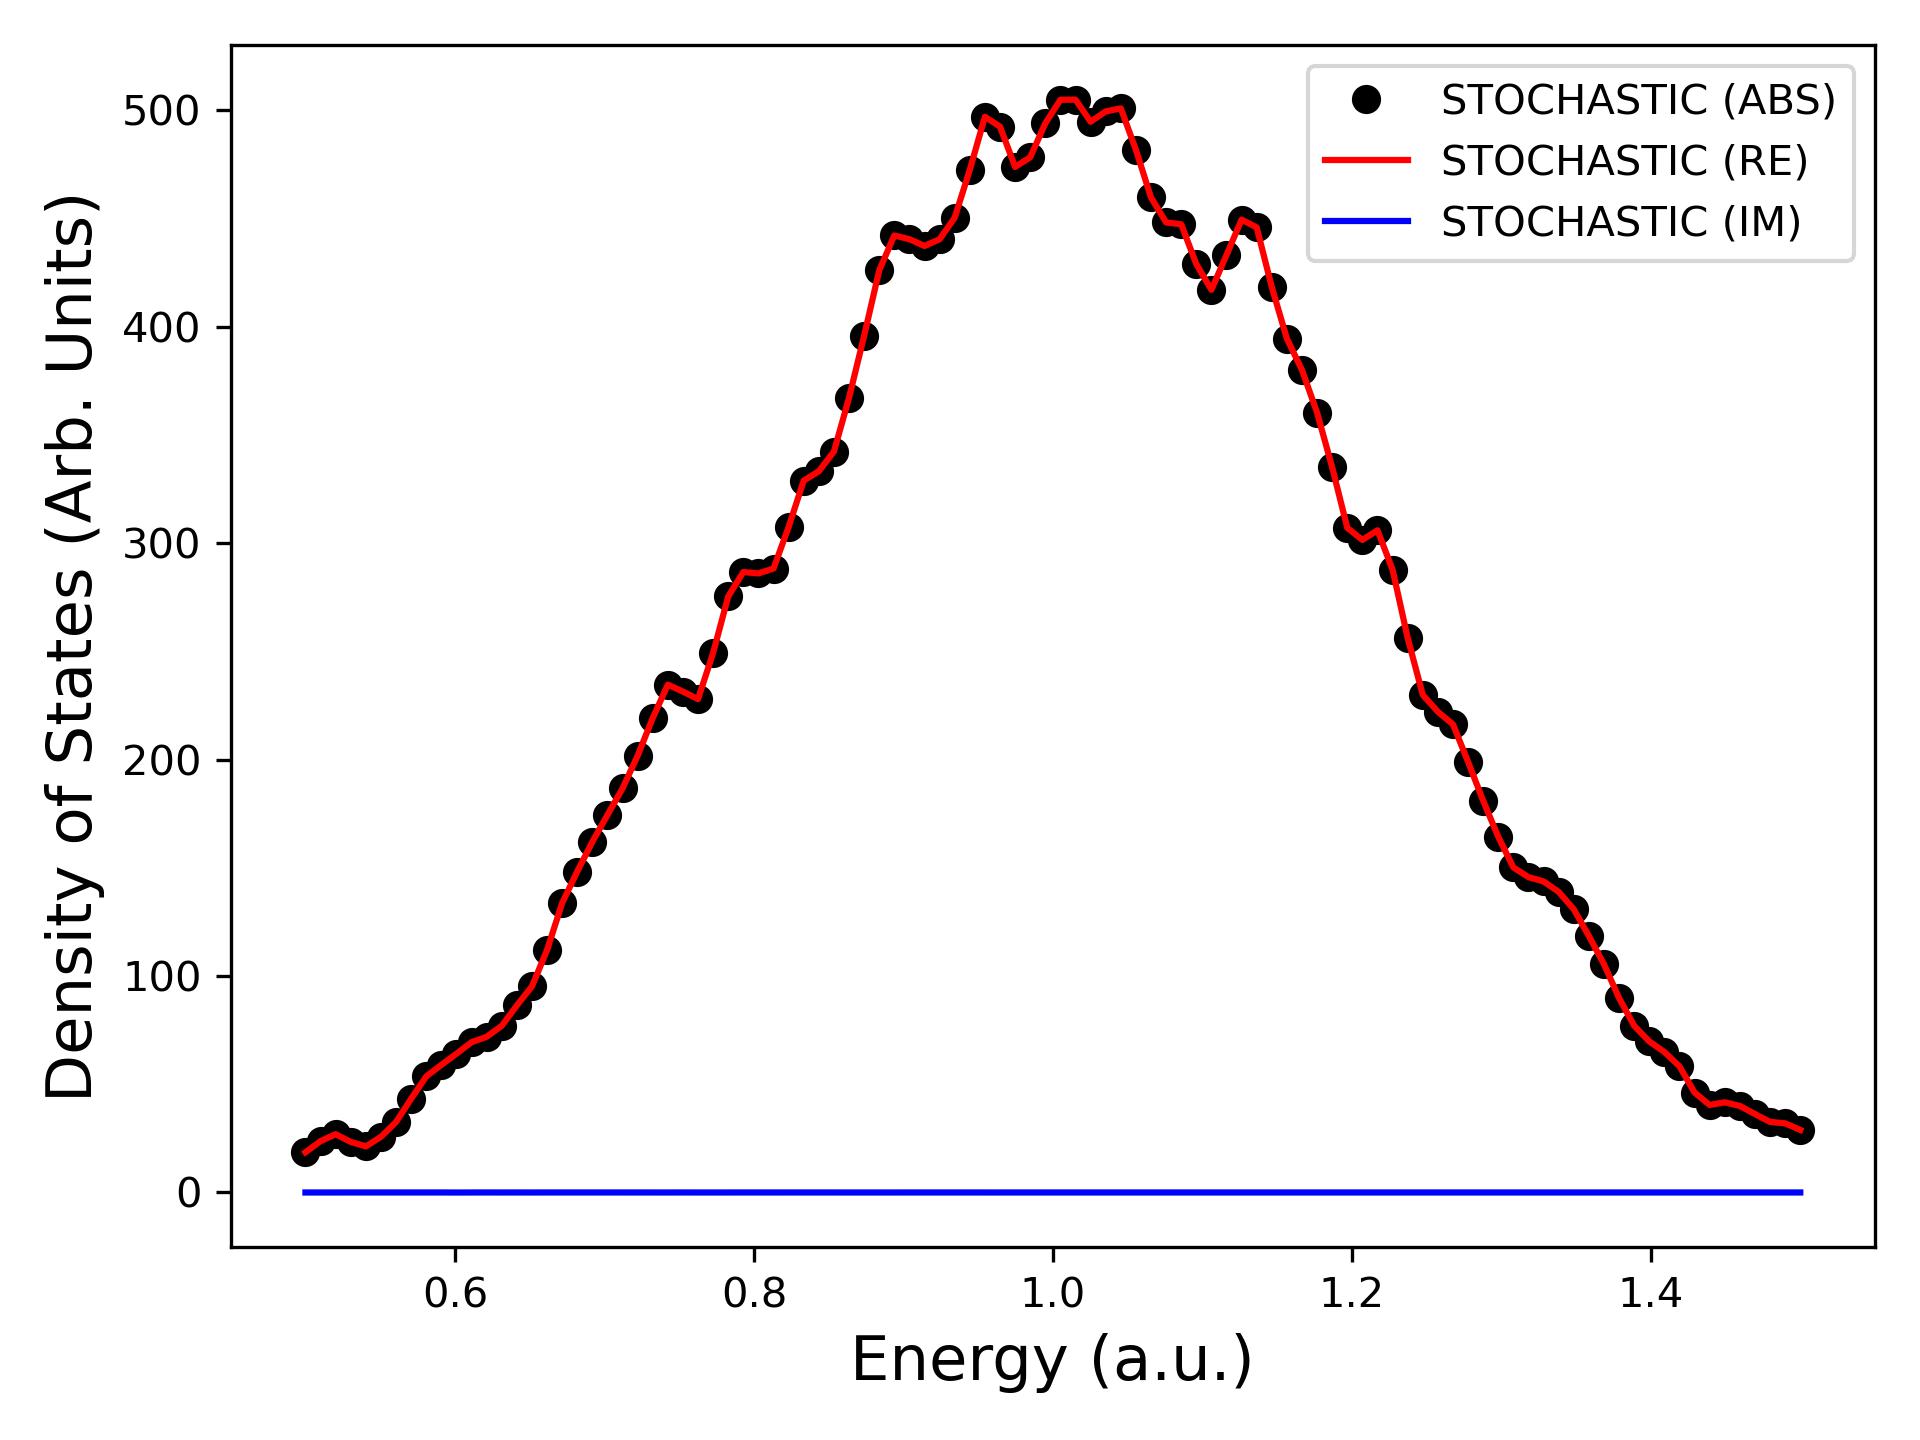 STOCHASTIC (ABS)
STOCHASTIC (RE)
STOCHASTIC (IM)
Density of States (Arb. Units)
500
400
300
200
100
0
0.6 0.8 1.0 1.2 1.4
Energy (a.u.)